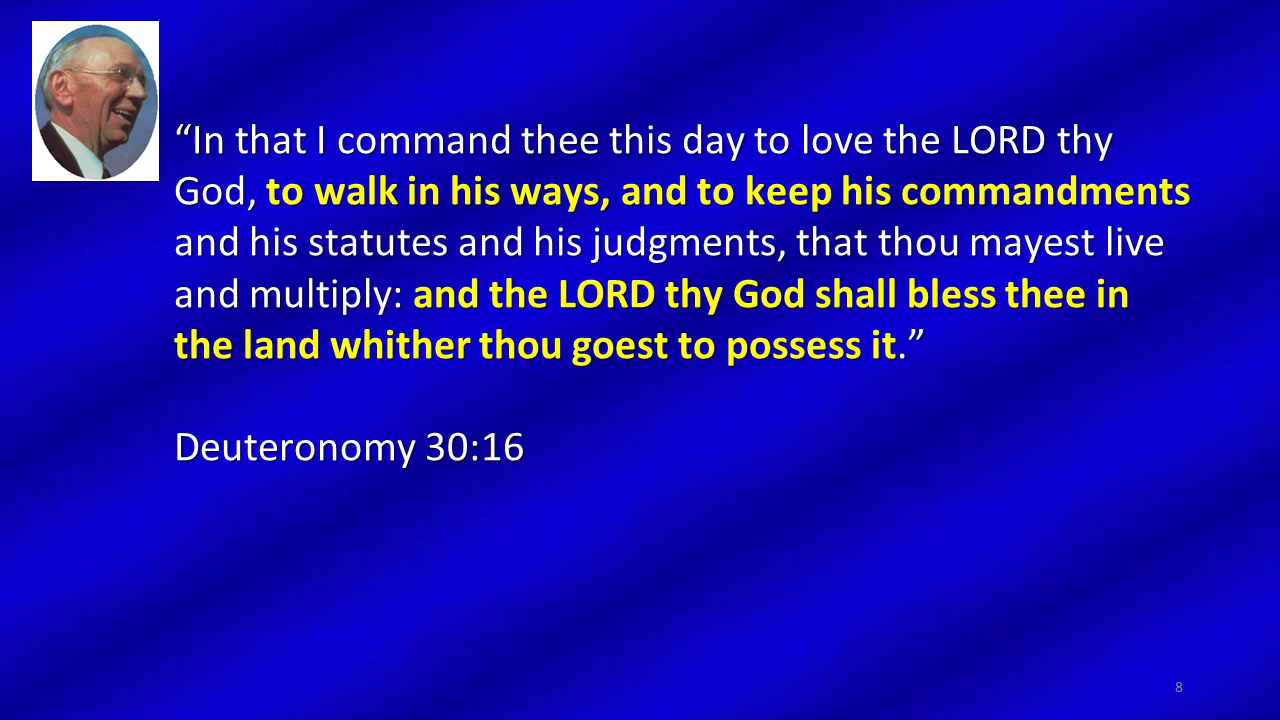 “In that I command thee this day to love the LORD thy
God, to walk in his ways, and to keep his commandments
and his statutes and his judgments, that thou mayest live
and multiply: and the LORD thy God shall bless thee in
the land whither thou goest to possess it.”
Deuteronomy 30:16
8